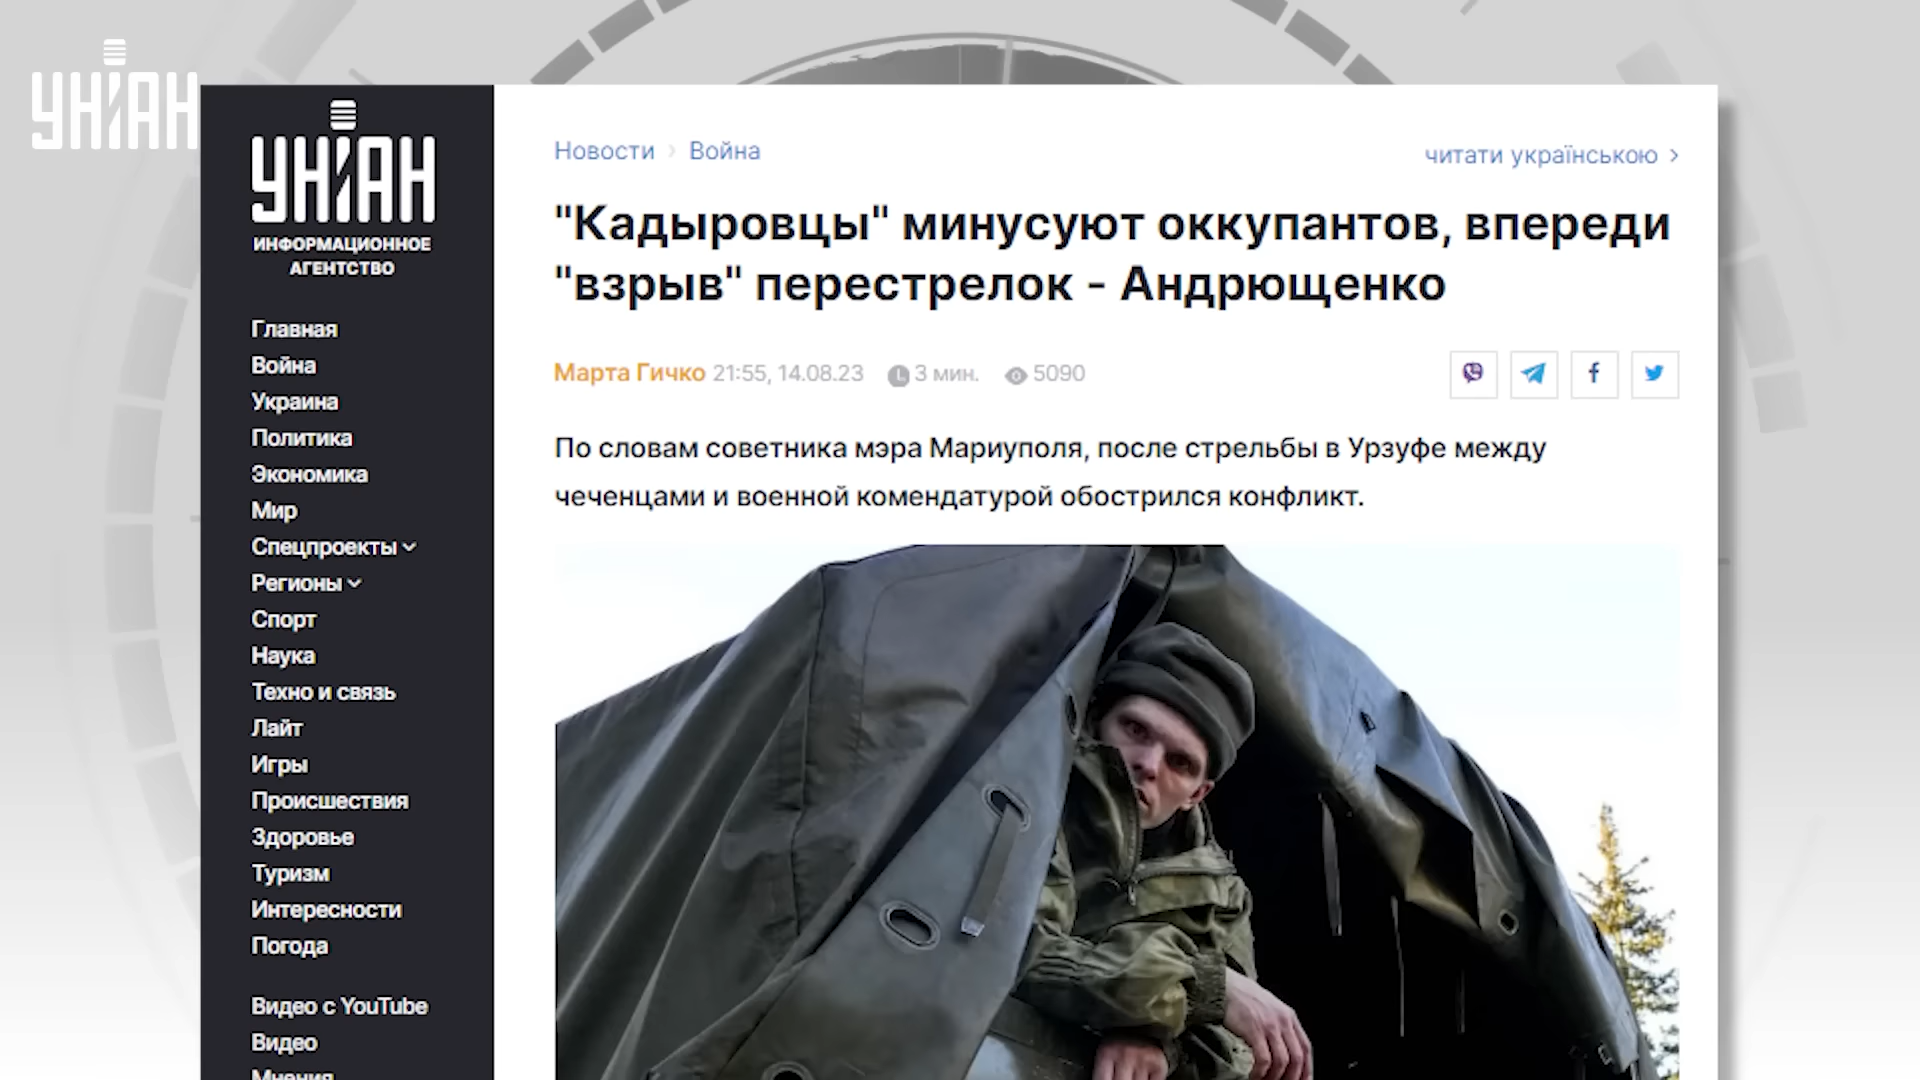 УНІАН
УНІАН
ИНФОРМАЦИОННОЕ
АГЕНТСТВО
Главная
Война
Украина
Политика
Экономика
Мир
Спецпроекты
Регионы
Спорт
Наука
Техно и связь
Лайт
Игры
Происшествия
Здоровье
Туризм
Интересности
Погода
Видео с YouTube
Видео
Мнения
Новости › Война
читати українською >
"Кадыровцы" минусуют оккупантов, впереди
"взрыв" перестрелок - Андрющенко
Марта Гичко 21:55, 14.08.23 3 мин. 5090
По словам советника мэра Мариуполя, после стрельбы в Урзуфе между
чеченцами и военной комендатурой обострился конфликт.